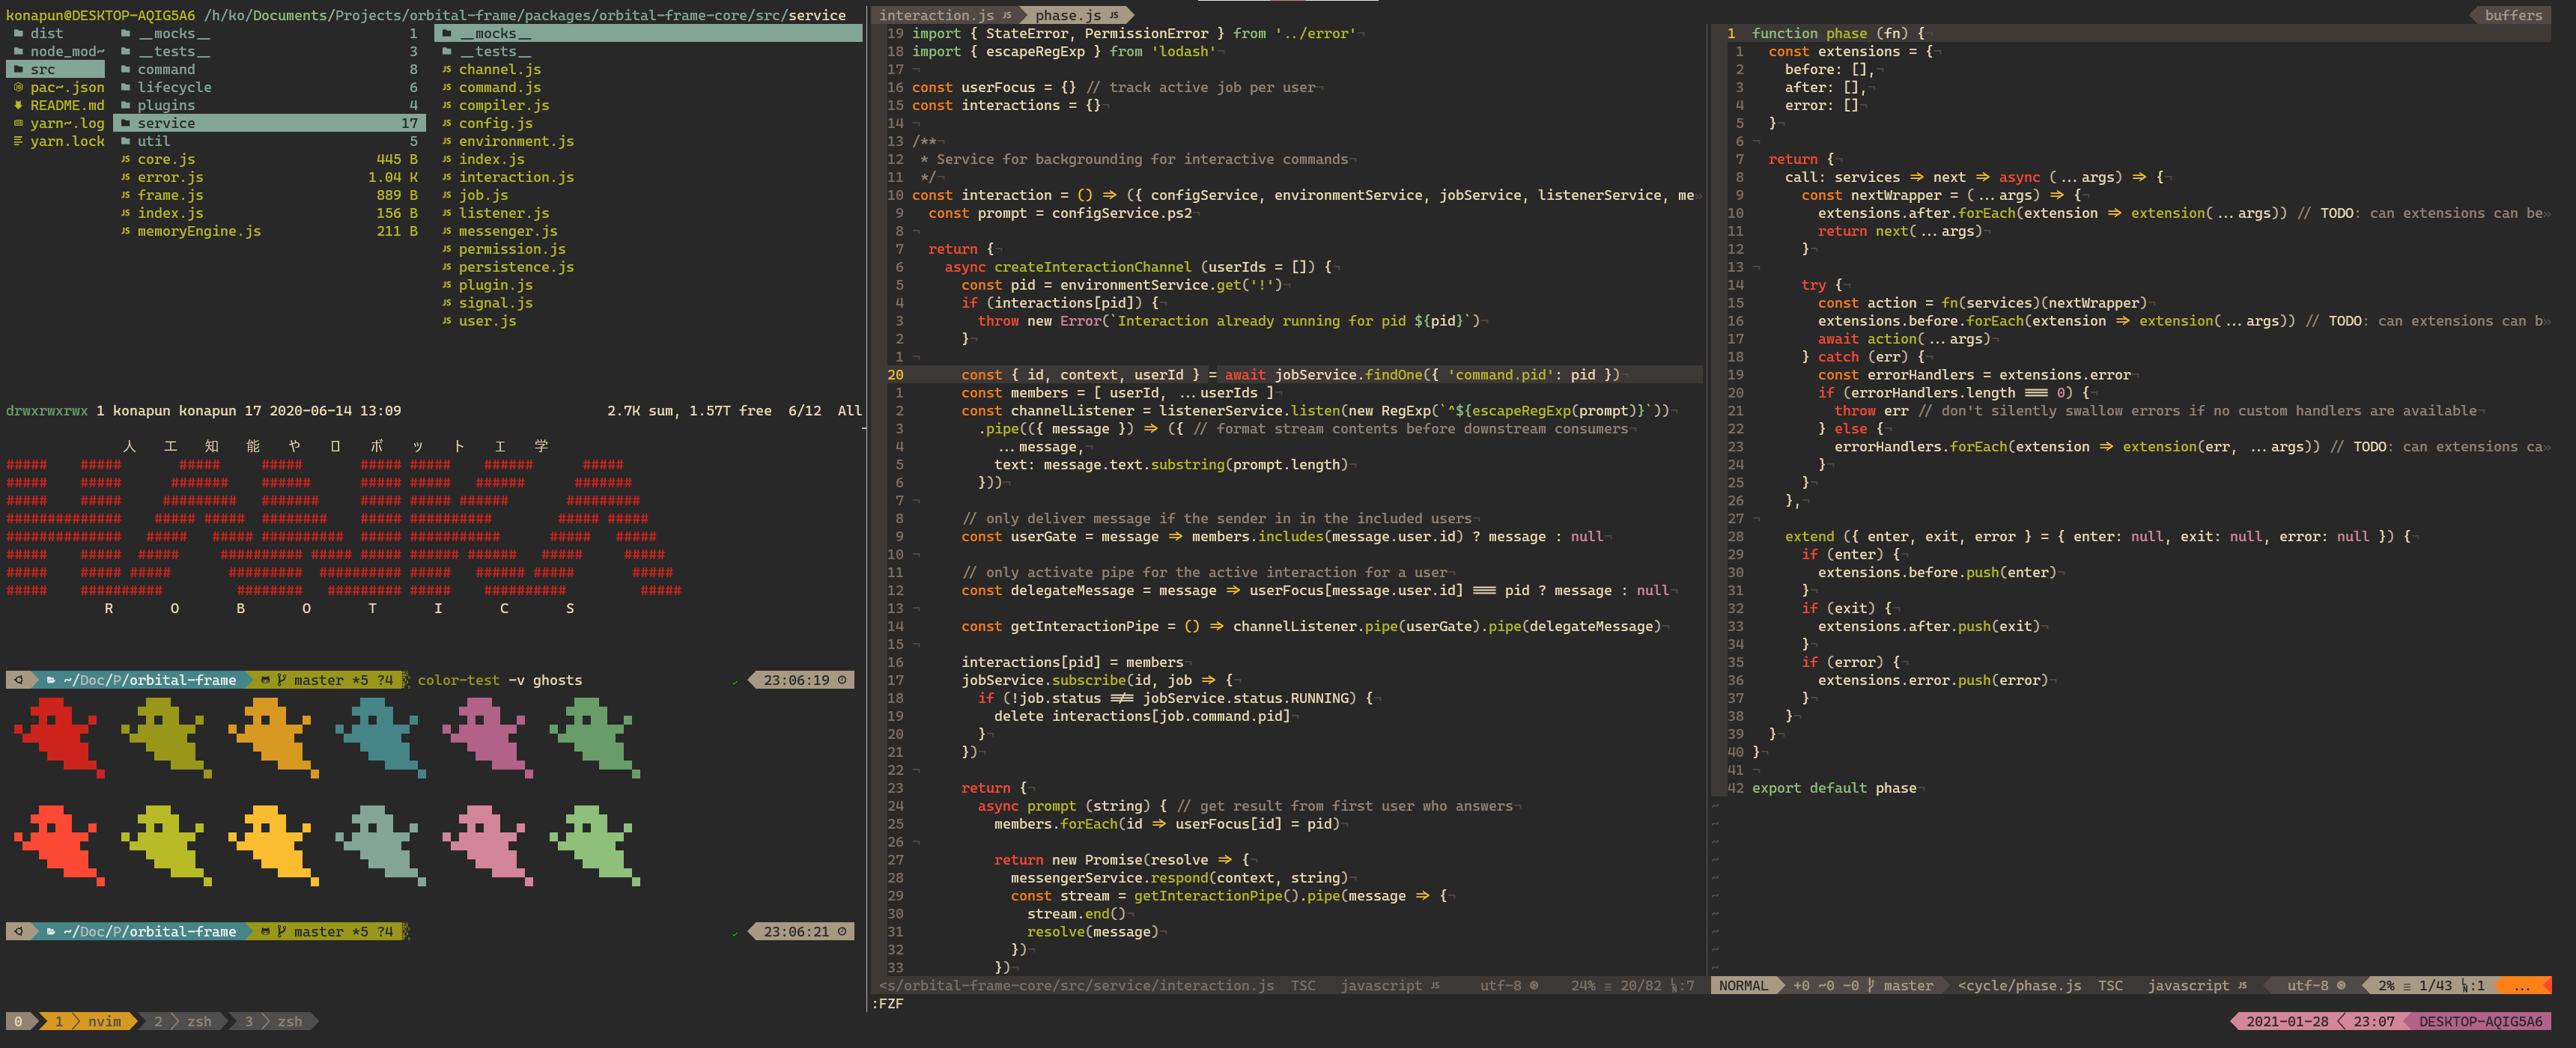 konapun@DESKTOP-AQIG5A6 /h/ko/Documents/Projects/orbital-frame/packages/orbital-frame-core/src/service
dist
node_mod~
src
pac~.json
README.md
yarn~.log
yarn.lock
__mocks__ 1
__tests__ 3
command 8
lifecycle 6
plugins 4
service 17
util 5
core.js 445 B
error.js 1.04 K
frame.js 889 B
index.js 156 B
memoryEngine.js 211 B
__mocks__
__tests__
channel.js
command.js
compiler.js
config.js
environment.js
index.js
interaction.js
job.js
listener.js
messenger.js
permission.js
persistence.js
plugin.js
signal.js
user.js
drwxrwxrwx 1 konapun konapun 17 2020-06-14 13:09 2.7K sum, 1.57T free 6/12 All
人 工 知 能 や ロ ボ ッ ト エ 学
##### ##### ##### ##### ##### ##### ###### #####
##### ##### ####### ###### ##### ##### ###### #######
##### ##### ######### ####### ##### ##### ###### #########
############## ##### ##### ######## ##### ########## ##### #####
############## ##### ##### ########## ##### ########### ##### #####
##### ##### ##### ########## ##### ##### ###### ###### ##### #####
##### ##### ##### ######### ########## ##### ###### ##### #####
##### ########## ######## ######### ##### ########## #####
R O B O T I C S
~/Doc/P/orbital-frame master *5 ?4 color-test -v ghosts 23:06:19
~/Doc/P/orbital-frame master *5 ?4 23:06:21
interaction.js JS phase.js JS buffers
19 import { StateError, PermissionError } from '../error'¬
18 import { escapeRegExp } from 'lodash'¬
17 ¬
16 const userFocus = {} // track active job per user¬
15 const interactions = {}¬
14 ¬
13 /**¬
12 * Service for backgrounding for interactive commands¬
11 */¬
10 const interaction = () ⇒ ({ configService, environmentService, jobService, listenerService, me»
9 const prompt = configService.ps2¬
8 ¬
7 return {¬
6 async createInteractionChannel (userIds = []) {¬
5 const pid = environmentService.get('!')¬
4 if (interactions[pid]) {¬
3 throw new Error(`Interaction already running for pid ${pid}`)¬
2 }¬
1 ¬
20 const { id, context, userId } = await jobService.findOne({ 'command.pid': pid })¬
1 const members = [ userId, ...userIds ]¬
2 const channelListener = listenerService.listen(new RegExp(`^${escapeRegExp(prompt)}`))¬
3 .pipe(({ message }) ⇒ ({ // format stream contents before downstream consumers¬
4 ...message,¬
5 text: message.text.substring(prompt.length)¬
6 }))¬
7 ¬
8 // only deliver message if the sender in in the included users¬
9 const userGate = message ⇒ members.includes(message.user.id) ? message : null¬
10 ¬
11 // only activate pipe for the active interaction for a user¬
12 const delegateMessage = message ⇒ userFocus[message.user.id] === pid ? message : null¬
13 ¬
14 const getInteractionPipe = () ⇒ channelListener.pipe(userGate).pipe(delegateMessage)¬
15 ¬
16 interactions[pid] = members¬
17 jobService.subscribe(id, job ⇒ {¬
18 if (!job.status !== jobService.status.RUNNING) {¬
19 delete interactions[job.command.pid]¬
20 }¬
21 })¬
22 ¬
23 return {¬
24 async prompt (string) { // get result from first user who answers¬
25 members.forEach(id ⇒ userFocus[id] = pid)¬
26 ¬
27 return new Promise(resolve ⇒ {¬
28 messengerService.respond(context, string)¬
29 const stream = getInteractionPipe().pipe(message ⇒ {¬
30 stream.end()¬
31 resolve(message)¬
32 })¬
33 })¬
<s/orbital-frame-core/src/service/interaction.js TSC javascript JS utf-8 24% ≡ 20/82 :7
1 function phase (fn) {¬
1 const extensions = {¬
2 before: [],¬
3 after: [],¬
4 error: []¬
5 }¬
6 ¬
7 return {¬
8 call: services ⇒ next ⇒ async (...args) ⇒ {¬
9 const nextWrapper = (...args) ⇒ {¬
10 extensions.after.forEach(extension ⇒ extension(...args)) // TODO: can extensions can be»
11 return next(...args)¬
12 }¬
13 ¬
14 try {¬
15 const action = fn(services)(nextWrapper)¬
16 extensions.before.forEach(extension ⇒ extension(...args)) // TODO: can extensions can b»
17 await action(...args)¬
18 } catch (err) {¬
19 const errorHandlers = extensions.error¬
20 if (errorHandlers.length === 0) {¬
21 throw err // don't silently swallow errors if no custom handlers are available¬
22 } else {¬
23 errorHandlers.forEach(extension ⇒ extension(err, ...args)) // TODO: can extensions ca»
24 }¬
25 }¬
26 },¬
27 ¬
28 extend ({ enter, exit, error } = { enter: null, exit: null, error: null }) {¬
29 if (enter) {¬
30 extensions.before.push(enter)¬
31 }¬
32 if (exit) {¬
33 extensions.after.push(exit)¬
34 }¬
35 if (error) {¬
36 extensions.error.push(error)¬
37 }¬
38 }¬
39 }¬
40 }¬
41 ¬
42 export default phase¬
NORMAL +0 ~0 -0 master <cycle/phase.js TSC javascript JS utf-8 2% ≡ 1/43 :1 ...
:FZF
0 1 nvim 2 zsh 3 zsh 2021-01-28 23:07 DESKTOP-AQIG5A6